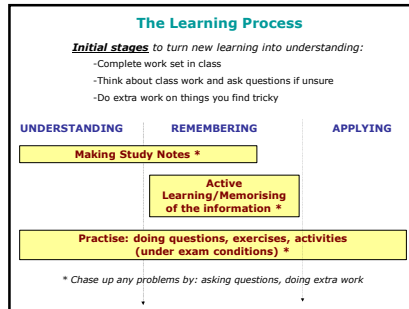 The Learning Process
Initial stages to turn new learning into understanding:
-Complete work set in class
-Think about class work and ask questions if unsure
-Do extra work on things you find tricky
UNDERSTANDING REMEMBERING APPLYING
Making Study Notes *
Active
Learning/Memorising
of the information *
Practise: doing questions, exercises, activities
(under exam conditions) *
* Chase up any problems by: asking questions, doing extra work